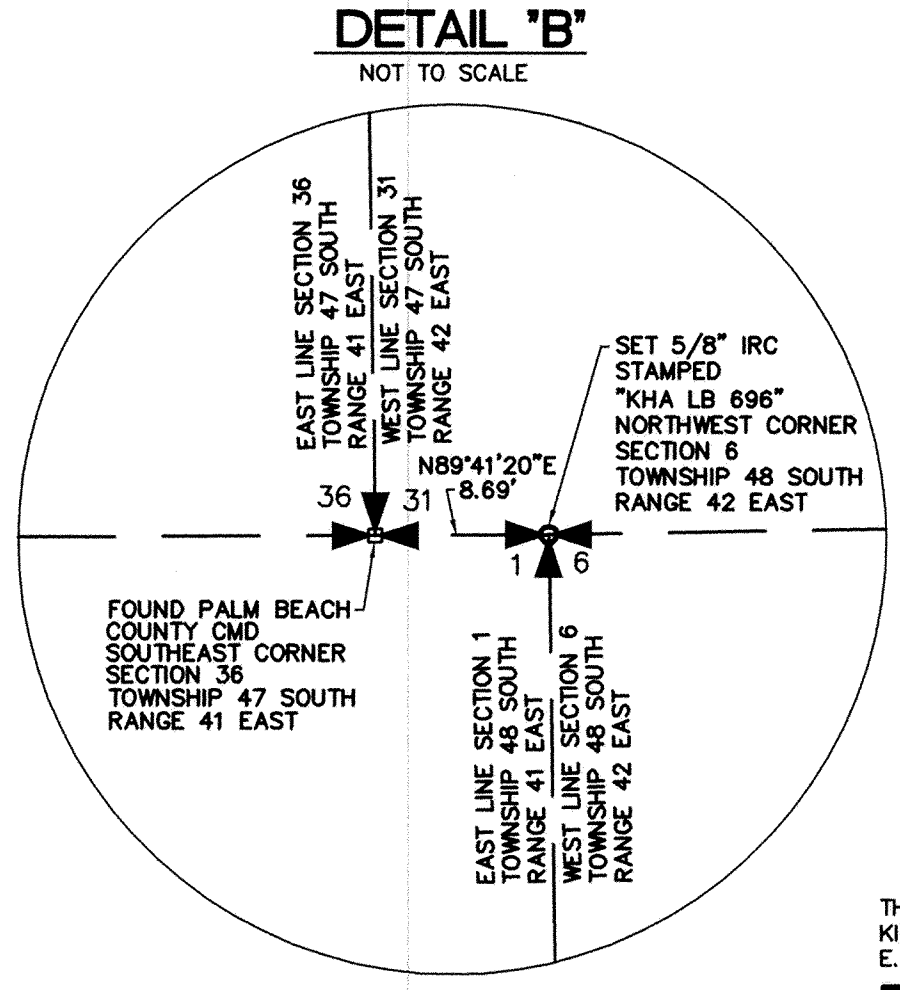 DETAIL "B"
NOT TO SCALE
EAST LINE SECTION 36
TOWNSHIP 47 SOUTH
RANGE 41 EAST
WEST LINE SECTION 31
TOWNSHIP 47 SOUTH
RANGE 42 EAST
SET 5/8" IRC
STAMPED
"KHA LB 696"
NORTHWEST CORNER
SECTION 6
TOWNSHIP 48 SOUTH
RANGE 42 EAST
N89°41'20"E
8.69'
36
31
1
6
FOUND PALM BEACH
COUNTY CMD
SOUTHEAST CORNER
SECTION 36
TOWNSHIP 47 SOUTH
RANGE 41 EAST
EAST LINE SECTION 1
TOWNSHIP 48 SOUTH
RANGE 41 EAST
WEST LINE SECTION 6
TOWNSHIP 48 SOUTH
RANGE 42 EAST
E.